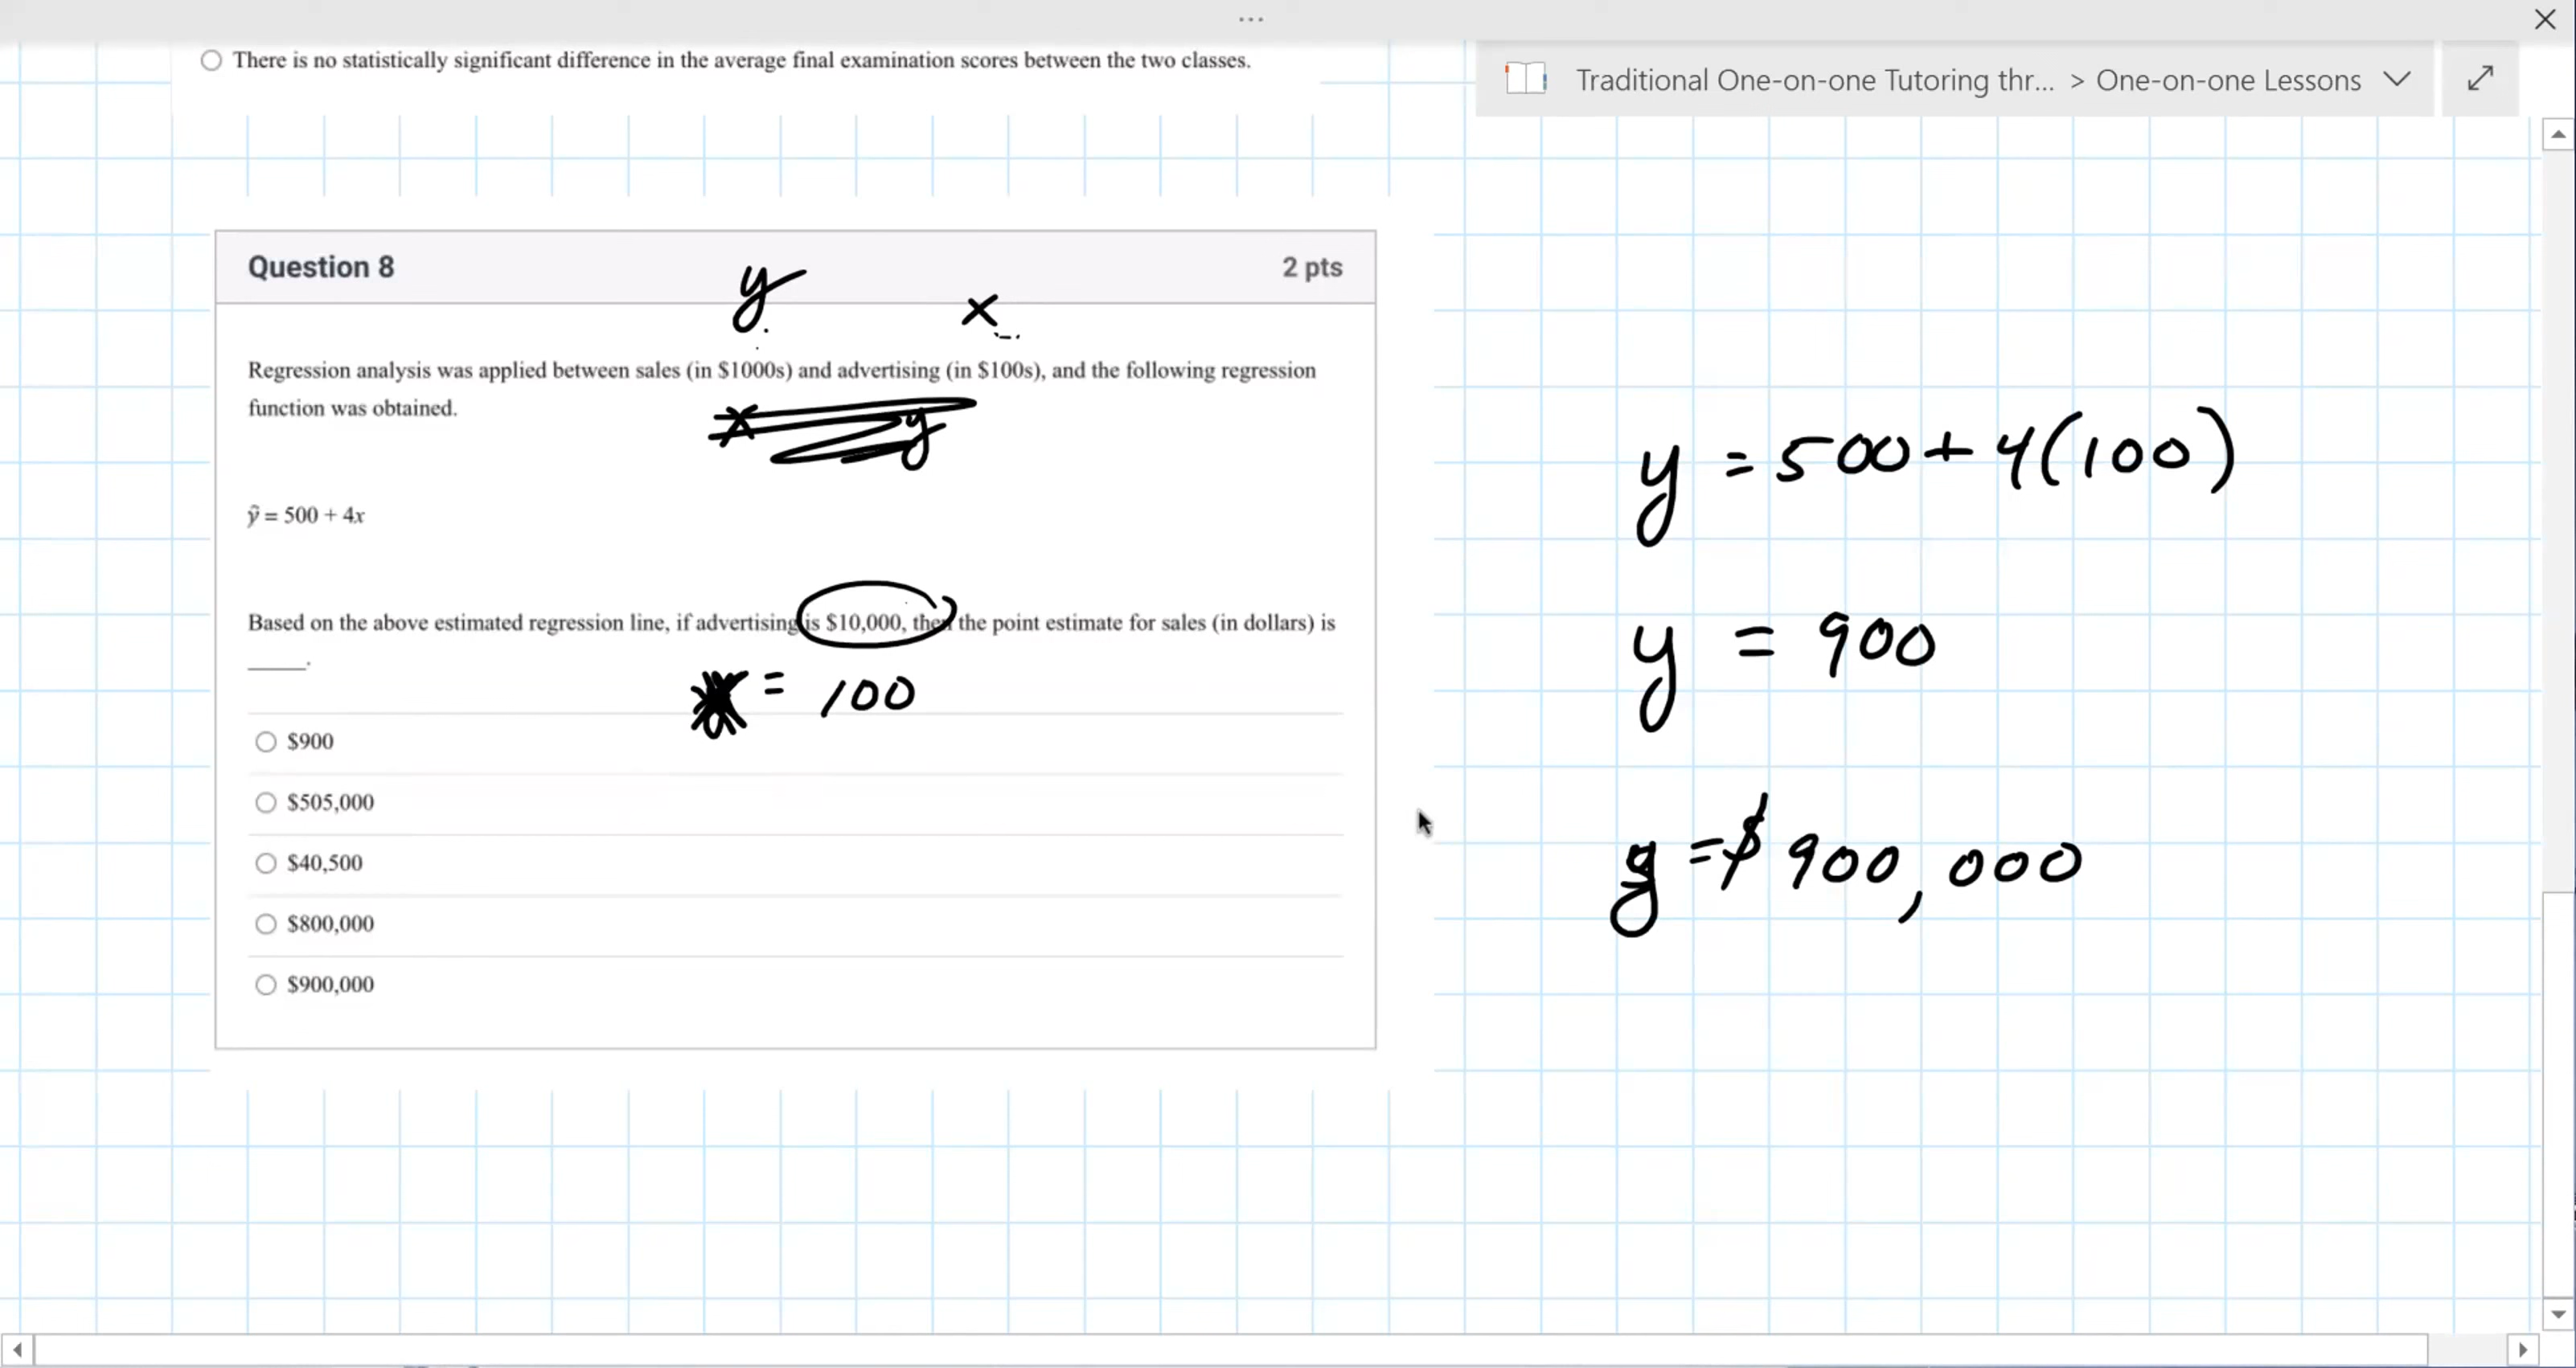 ...
There is no statistically significant difference in the average final examination scores between the two classes.
Traditional One-on-one Tutoring thr... > One-on-one Lessons
Question 8
2 pts
y
x
Regression analysis was applied between sales (in $1000s) and advertising (in $100s), and the following regression
function was obtained.
x y
ŷ = 500 + 4x
Based on the above estimated regression line, if advertising is $10,000, then the point estimate for sales (in dollars) is
_____.
= 100
$900
$505,000
$40,500
$800,000
$900,000
y = 500 + 4(100)
y = 900
y = $900,000